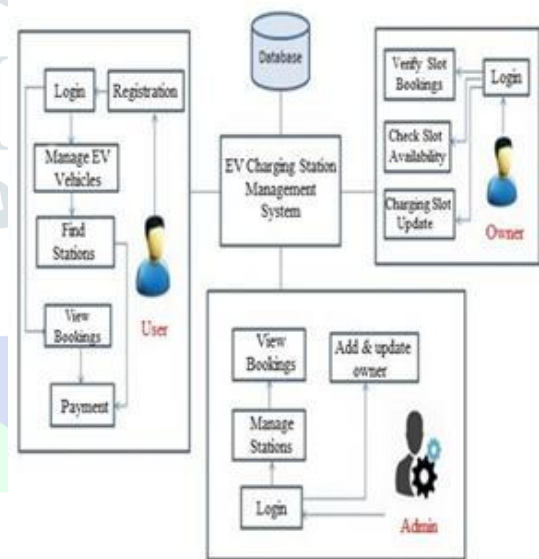 Database
Login
Registration
Manage EV
Vehicles
Find
Stations
View
Bookings
Payment
User
EV Charging Station
Management
System
Verify Slot
Bookings
Login
Check Slot
Availability
Charging Slot
Update
Owner
View
Bookings
Add & update
owner
Manage
Stations
Login
Admin